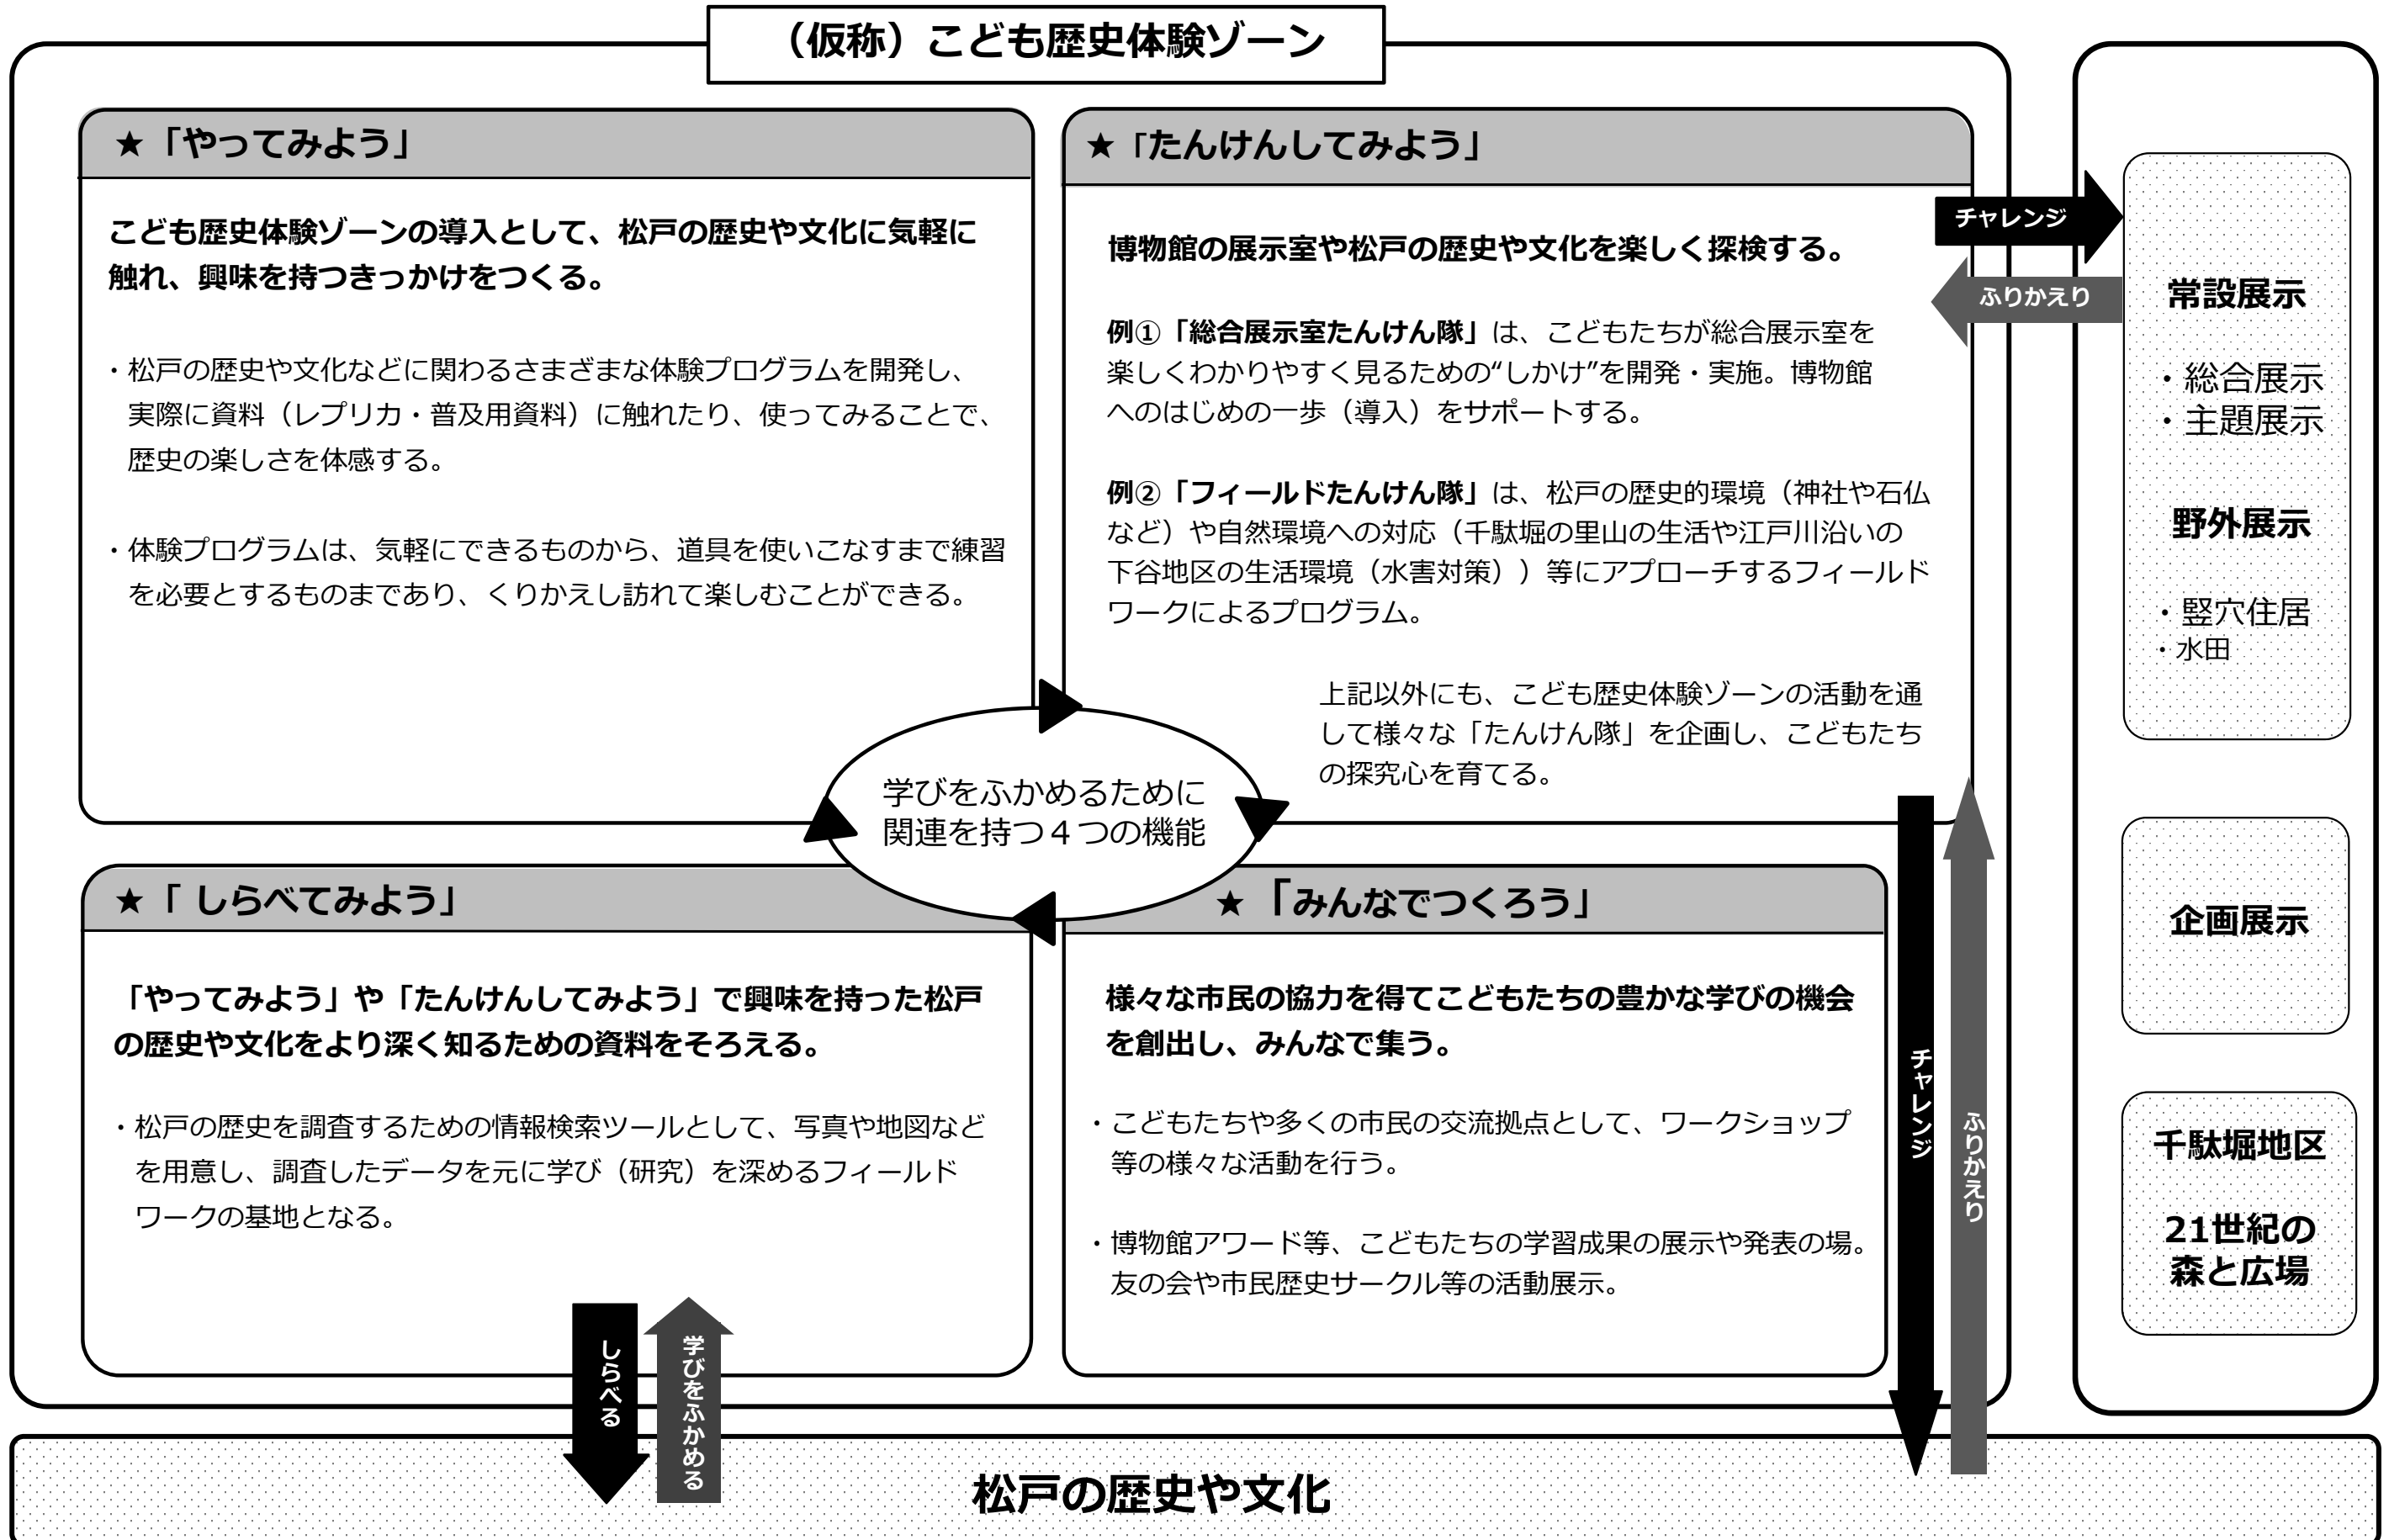 （仮称）こども歴史体験ゾーン
★「やってみよう」
こども歴史体験ゾーンの導入として、松戸の歴史や文化に気軽に
触れ、興味を持つきっかけをつくる。
・松戸の歴史や文化などに関わるさまざまな体験プログラムを開発し、
実際に資料（レプリカ・普及用資料）に触れたり、使ってみることで、
歴史の楽しさを体感する。
・体験プログラムは、気軽にできるものから、道具を使いこなすまで練習
を必要とするものまであり、くりかえし訪れて楽しむことができる。
★「たんけんしてみよう」
博物館の展示室や松戸の歴史や文化を楽しく探検する。
例①「総合展示室たんけん隊」は、こどもたちが総合展示室を
楽しくわかりやすく見るための“しかけ”を開発・実施。博物館
へのはじめの一歩（導入）をサポートする。
例②「フィールドたんけん隊」は、松戸の歴史的環境（神社や石仏
など）や自然環境への対応（千駄堀の里山の生活や江戸川沿いの
下谷地区の生活環境（水害対策））等にアプローチするフィールド
ワークによるプログラム。
上記以外にも、こども歴史体験ゾーンの活動を通
して様々な「たんけん隊」を企画し、こどもたち
の探究心を育てる。
学びをふかめるために
関連を持つ４つの機能
★「 しらべてみよう」
「やってみよう」や「たんけんしてみよう」で興味を持った松戸
の歴史や文化をより深く知るための資料をそろえる。
・松戸の歴史を調査するための情報検索ツールとして、写真や地図など
を用意し、調査したデータを元に学び（研究）を深めるフィールド
ワークの基地となる。
しらべる
学びをふかめる
★「みんなでつくろう」
様々な市民の協力を得てこどもたちの豊かな学びの機会
を創出し、みんなで集う。
・こどもたちや多くの市民の交流拠点として、ワークショップ
等の様々な活動を行う。
・博物館アワード等、こどもたちの学習成果の展示や発表の場。
友の会や市民歴史サークル等の活動展示。
チャレンジ
ふりかえり
チャレンジ
ふりかえり
常設展示
・総合展示
・主題展示
野外展示
・竪穴住居
・水田
企画展示
千駄堀地区
21世紀の
森と広場
松戸の歴史や文化